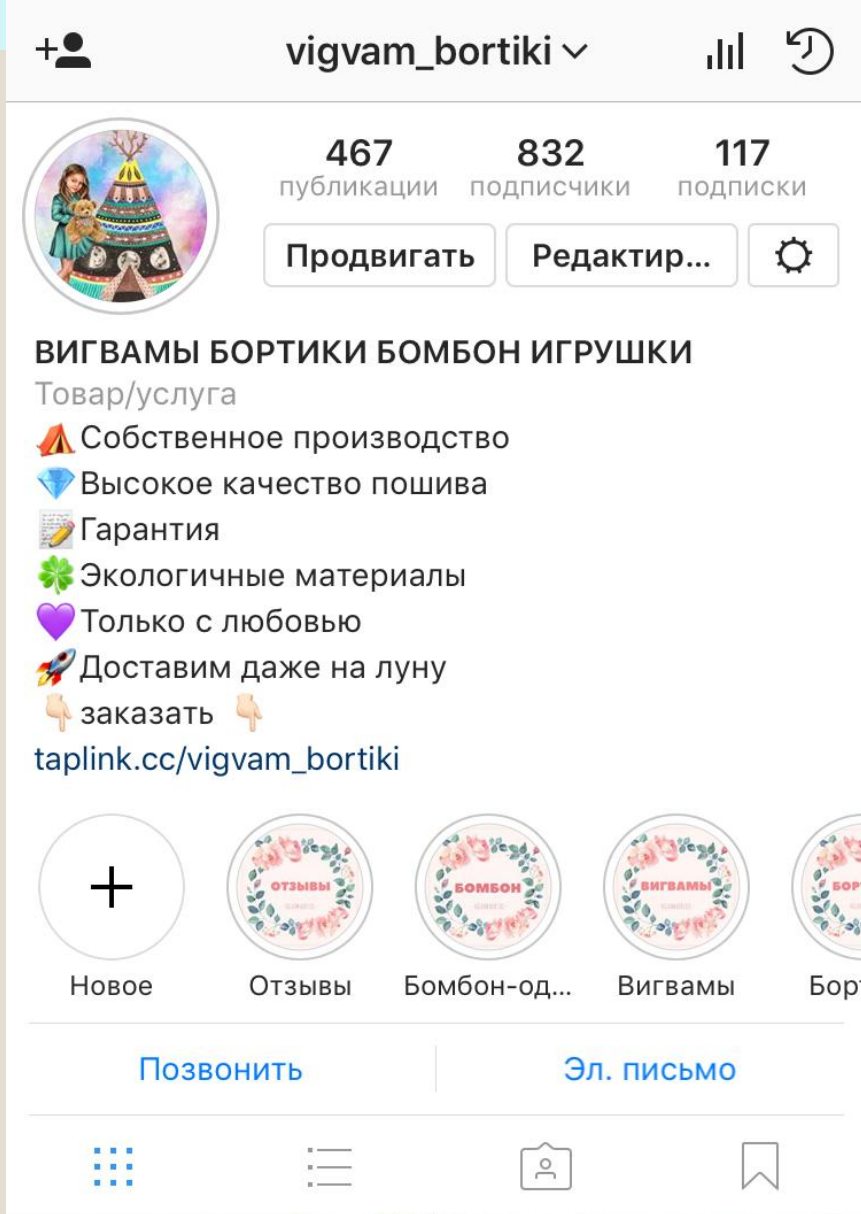 vigvam_bortiki
467 832 117
публикации подписчики подписки
Продвигать Редактир...
ВИГВАМЫ БОРТИКИ БОМБОН ИГРУШКИ
Товар/услуга
Собственное производство
Высокое качество пошива
Гарантия
Экологичные материалы
Только с любовью
Доставим даже на луну
заказать
taplink.cc/vigvam_bortiki
ОТЗЫВЫ БОМБОН ВИГВАМЫ БОР
Новое Отзывы Бомбон-од... Вигвамы Бор
Позвонить Эл. письмо